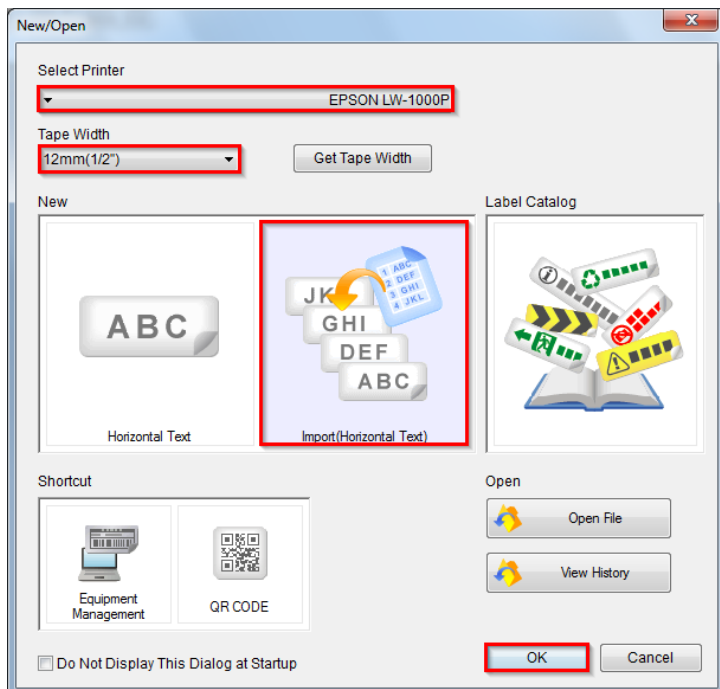 New/Open
Select Printer
EPSON LW-1000P
Tape Width
12mm(1/2")
Get Tape Width
New
Label Catalog
ABC
Horizontal Text
1 ABC
2 DEF
3 GHI
4 JKL
JK
GHI
DEF
ABC
Import(Horizontal Text)
Shortcut
Open
Equipment
Management
QR CODE
Open File
View History
Do Not Display This Dialog at Startup
OK
Cancel